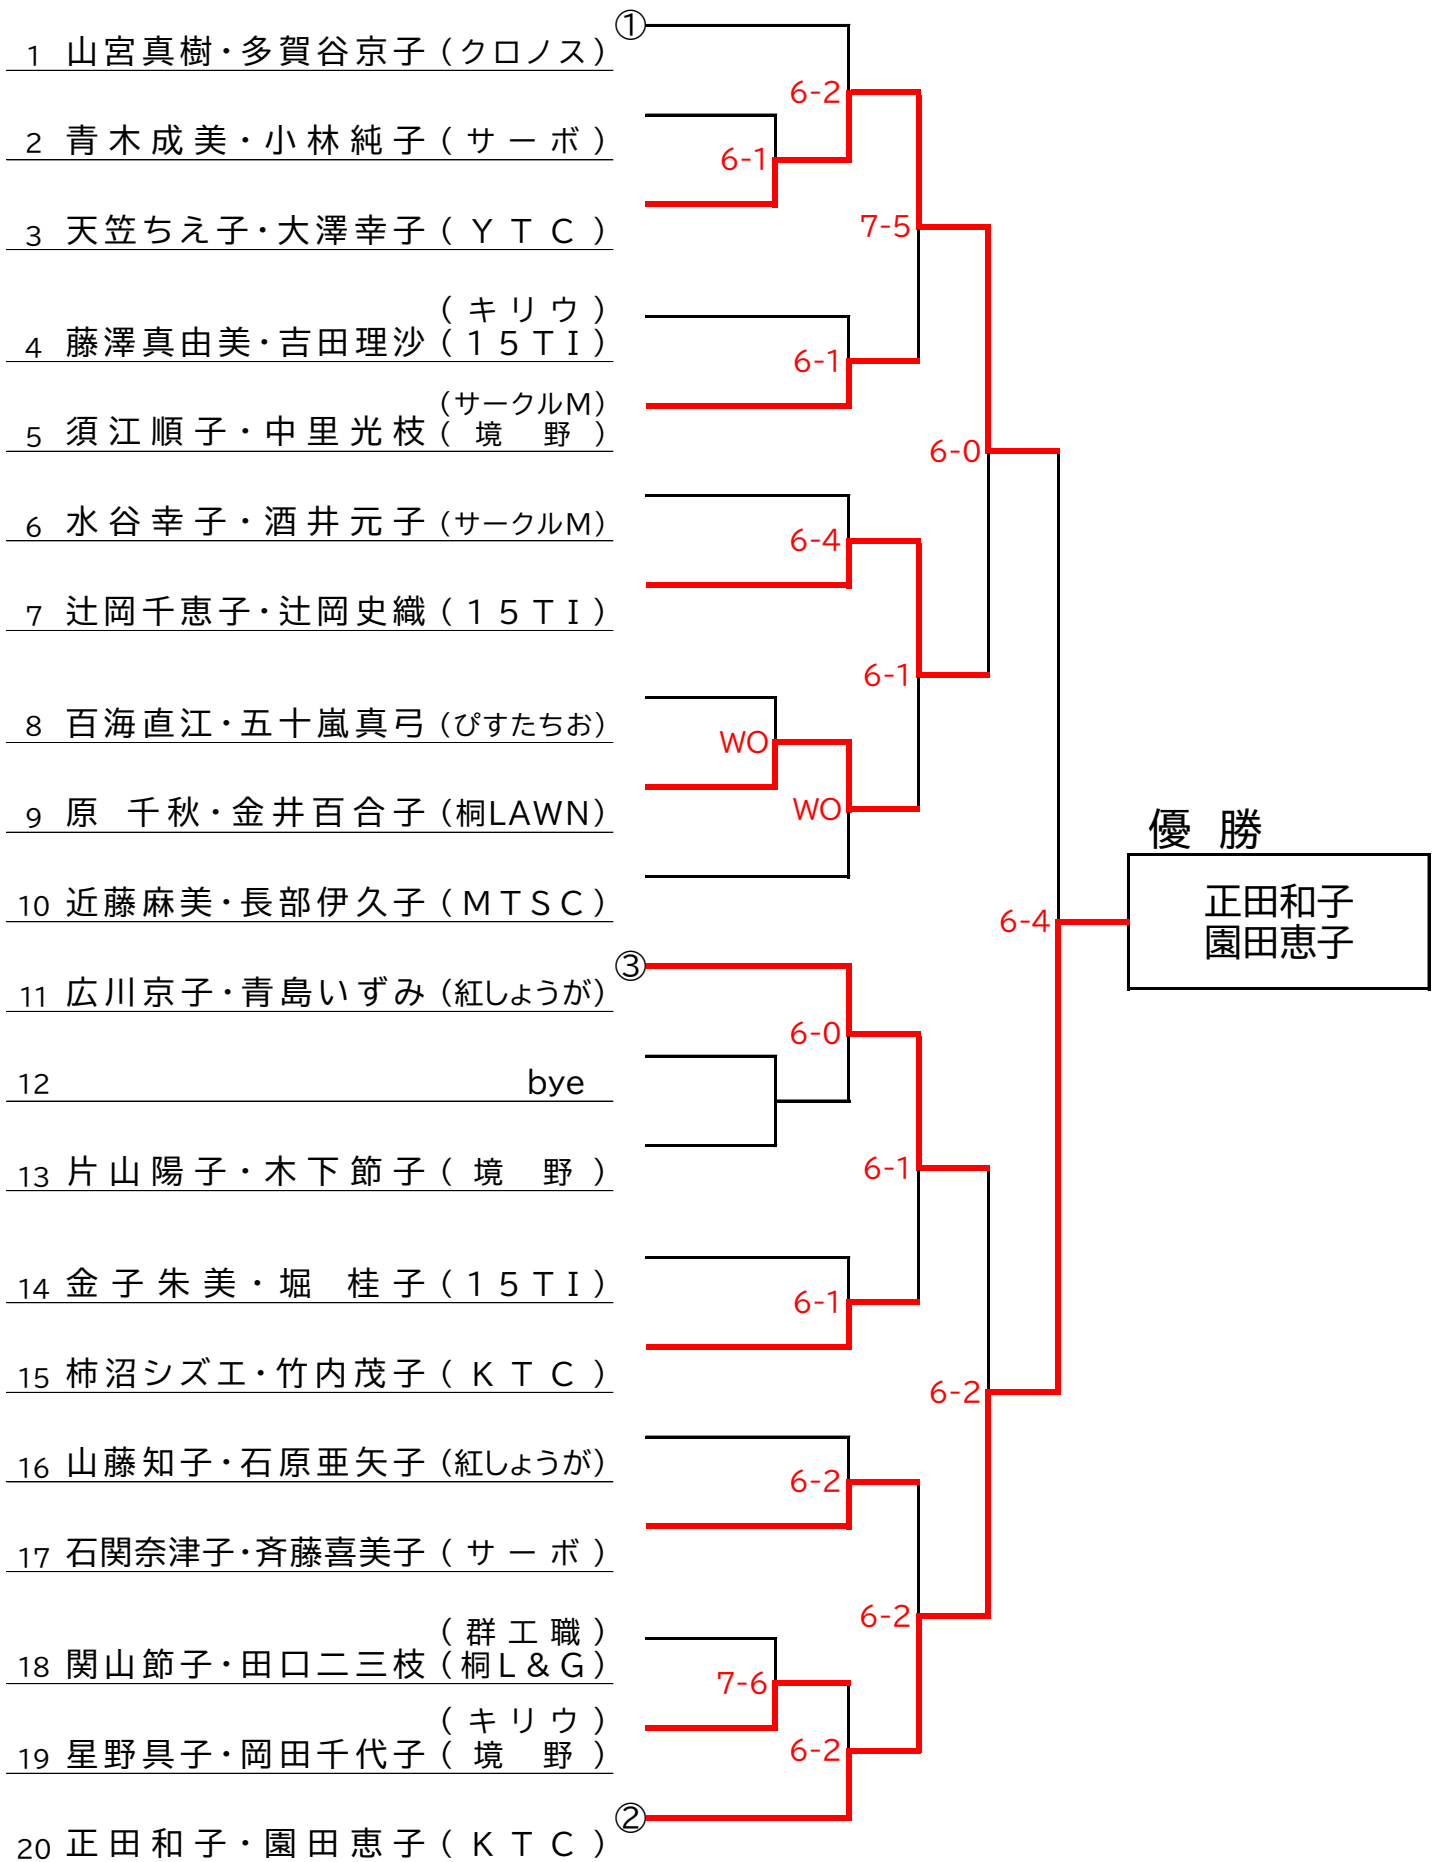 ①
1 山宮真樹・多賀谷京子（クロノス）
6-2
2 青木成美・小林純子（サーボ）
6-1
3 天笠ちえ子・大澤幸子（ＹＴＣ）
7-5
（キリウ）
4 藤澤真由美・吉田理沙（１５ＴＩ）
6-1
（サークルＭ）
5 須江順子・中里光枝（境 野）
6-0
6 水谷幸子・酒井元子（サークルＭ）
6-4
7 辻岡千恵子・辻岡史織（１５ＴＩ）
6-1
8 百海直江・五十嵐真弓（ぴすたちお）
WO
9 原 千秋・金井百合子（桐LAWN）
WO
優 勝
10 近藤麻美・長部伊久子（ＭＴＳＣ）
正田和子
園田恵子
6-4
③
11 広川京子・青島いずみ（紅しょうが）
6-0
12 bye
13 片山陽子・木下節子（境 野）
6-1
14 金子朱美・堀 桂子（１５ＴＩ）
6-1
15 柿沼シズエ・竹内茂子（ＫＴＣ）
6-2
16 山藤知子・石原亜矢子（紅しょうが）
6-2
17 石関奈津子・斉藤喜美子（サーボ）
6-2
（群工職）
18 関山節子・田口二三枝（桐Ｌ＆Ｇ）
7-6
（キリウ）
19 星野具子・岡田千代子（境 野）
6-2
②
20 正田和子・園田恵子（ＫＴＣ）